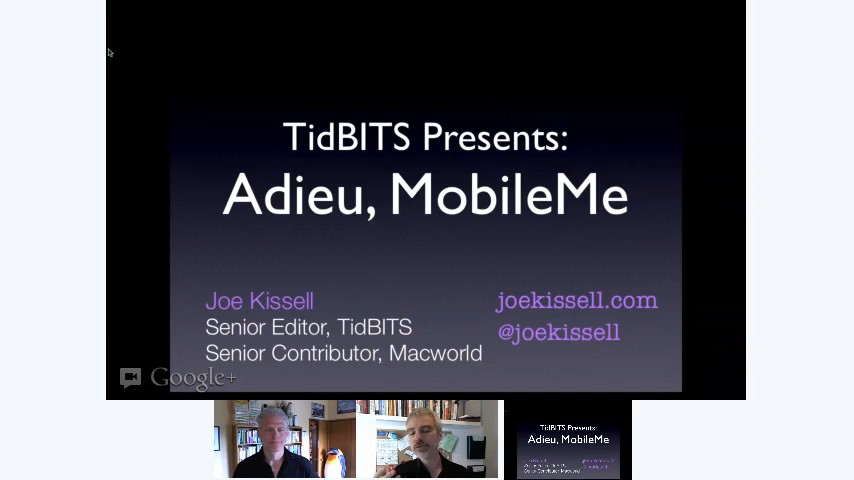 TidBITS Presents:
Adieu, MobileMe
Joe Kissell
Senior Editor, TidBITS
Senior Contributor, Macworld
joekissell.com
@joekissell
Google+
TidBITS Presents:
Adieu, MobileMe